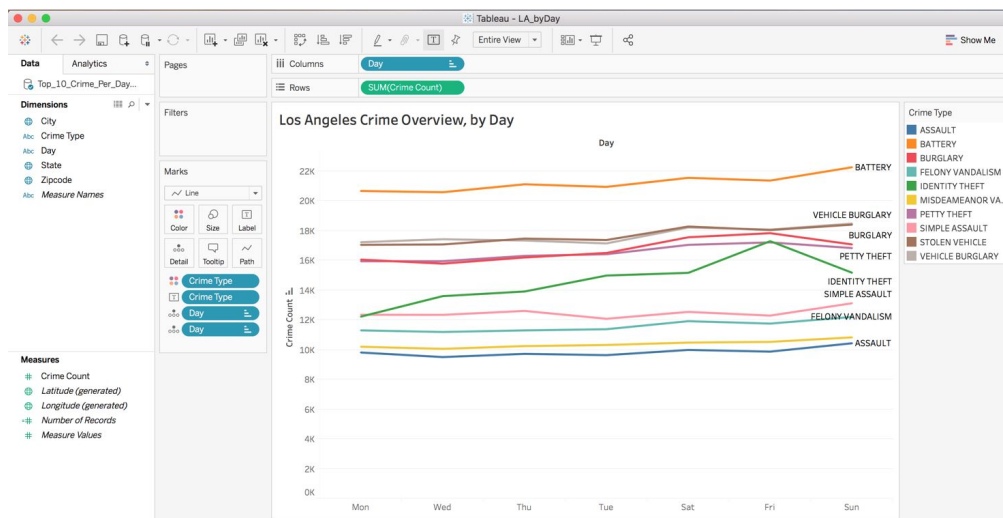 Tableau - LA_byDay
Entire View
Show Me
Data
Analytics
Top_10_Crime_Per_Day...
Dimensions
City
Abc Crime Type
Abc Day
State
Zipcode
Abc Measure Names
Measures
# Crime Count
Latitude (generated)
Longitude (generated)
=# Number of Records
# Measure Values
Pages
Filters
Marks
Line
Color
Size
Label
Detail
Tooltip
Path
Crime Type
Crime Type
Day
Day
Columns
Day
Rows
SUM(Crime Count)
Los Angeles Crime Overview, by Day
Day
Crime Count
22K
20K
18K
16K
14K
12K
10K
8K
6K
4K
2K
0K
BATTERY
VEHICLE BURGLARY
BURGLARY
PETTY THEFT
IDENTITY THEFT
SIMPLE ASSAULT
FELONY VANDALISM
ASSAULT
Mon
Wed
Thu
Tue
Sat
Fri
Sun
Crime Type
ASSAULT
BATTERY
BURGLARY
FELONY VANDALISM
IDENTITY THEFT
MISDEAMEANOR VA..
PETTY THEFT
SIMPLE ASSAULT
STOLEN VEHICLE
VEHICLE BURGLARY